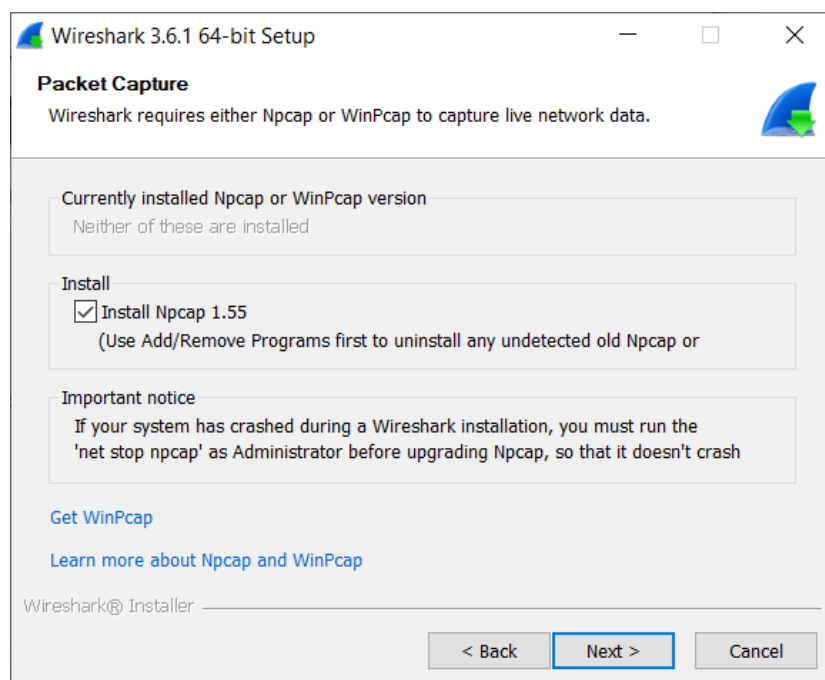 Wireshark 3.6.1 64-bit Setup
Packet Capture
Wireshark requires either Npcap or WinPcap to capture live network data.
Currently installed Npcap or WinPcap version
Neither of these are installed
Install
Install Npcap 1.55
(Use Add/Remove Programs first to uninstall any undetected old Npcap or
Important notice
If your system has crashed during a Wireshark installation, you must run the
'net stop npcap' as Administrator before upgrading Npcap, so that it doesn't crash
Get WinPcap
Learn more about Npcap and WinPcap
Wireshark® Installer
< Back
Next >
Cancel